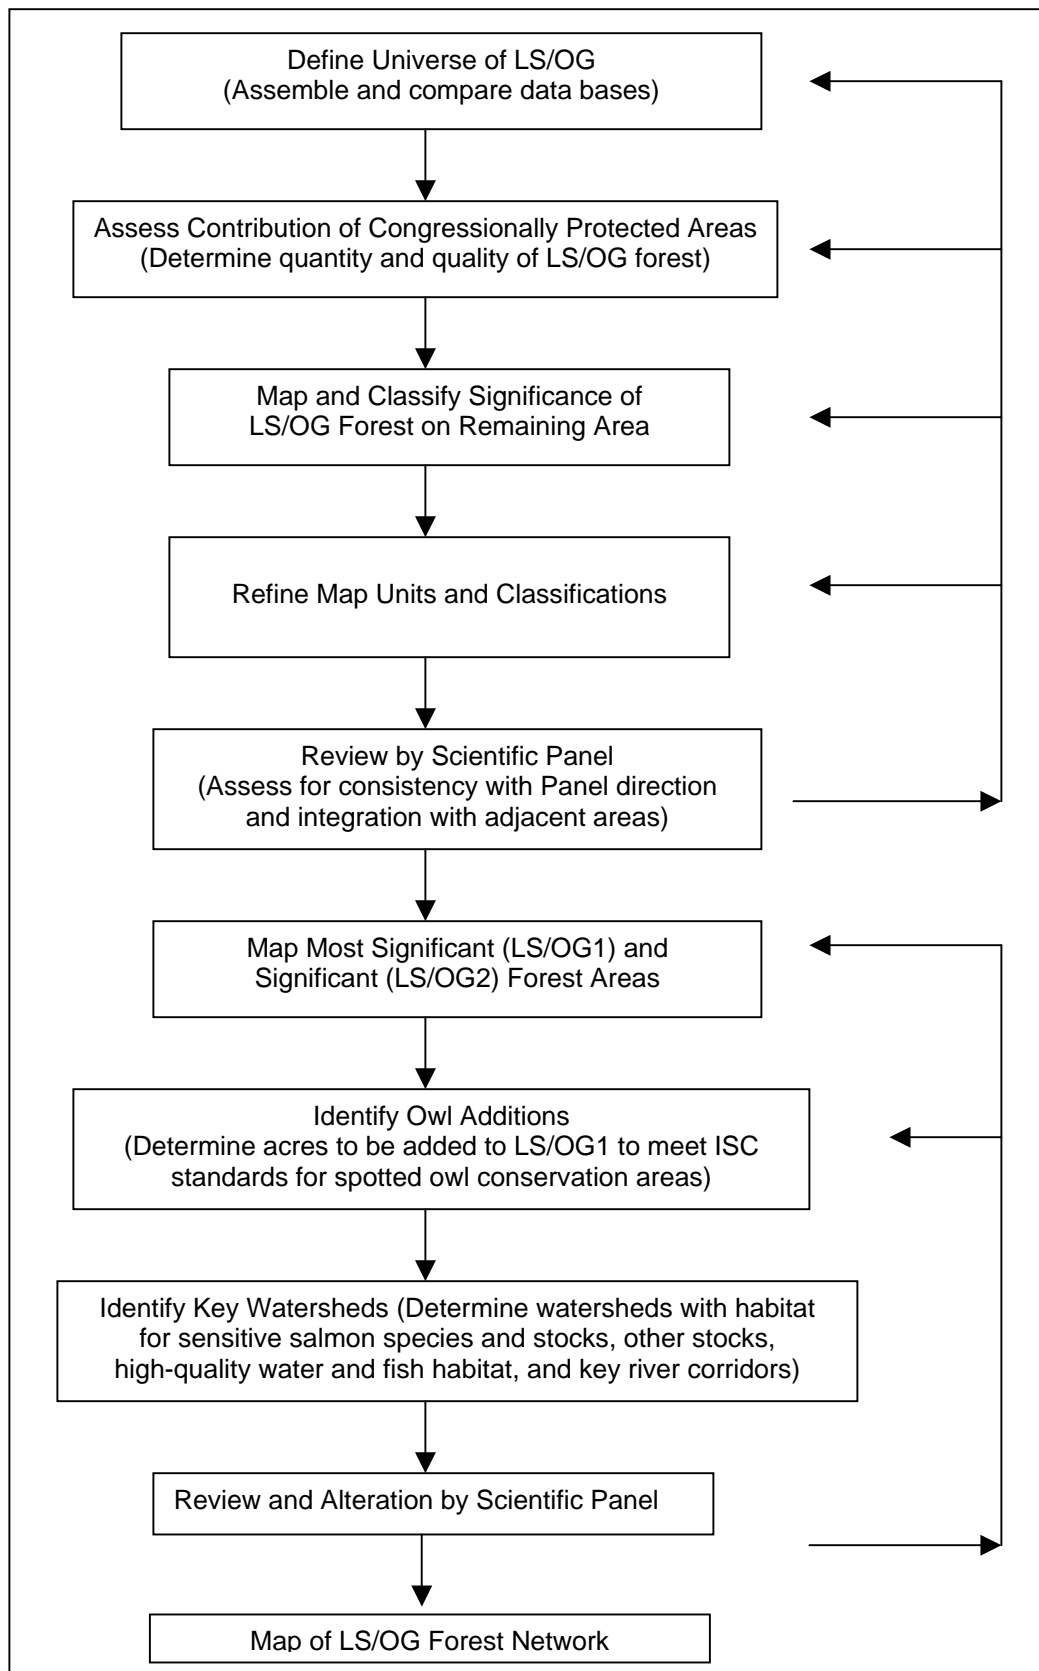 Define Universe of LS/OG
(Assemble and compare data bases)
Assess Contribution of Congressionally Protected Areas
(Determine quantity and quality of LS/OG forest)
Map and Classify Significance of
LS/OG Forest on Remaining Area
Refine Map Units and Classifications
Review by Scientific Panel
(Assess for consistency with Panel direction
and integration with adjacent areas)
Map Most Significant (LS/OG1) and
Significant (LS/OG2) Forest Areas
Identify Owl Additions
(Determine acres to be added to LS/OG1 to meet ISC
standards for spotted owl conservation areas)
Identify Key Watersheds (Determine watersheds with habitat
for sensitive salmon species and stocks, other stocks,
high-quality water and fish habitat, and key river corridors)
Review and Alteration by Scientific Panel
Map of LS/OG Forest Network